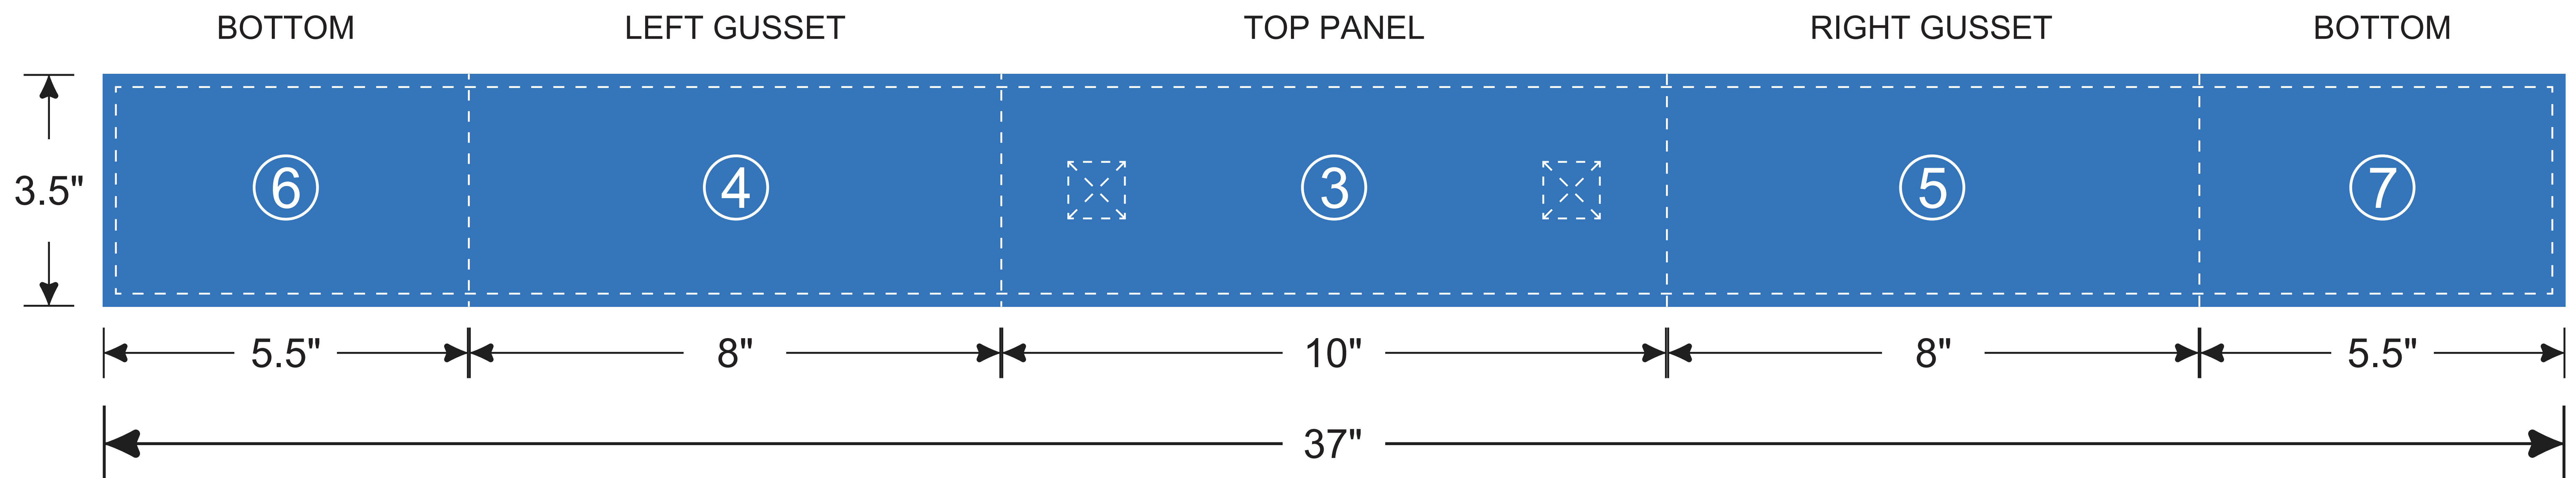 BOTTOM LEFT GUSSET TOP PANEL RIGHT GUSSET BOTTOM
3.5" 6 4 3 5 7
5.5" 8" 10" 8" 5.5"
37"